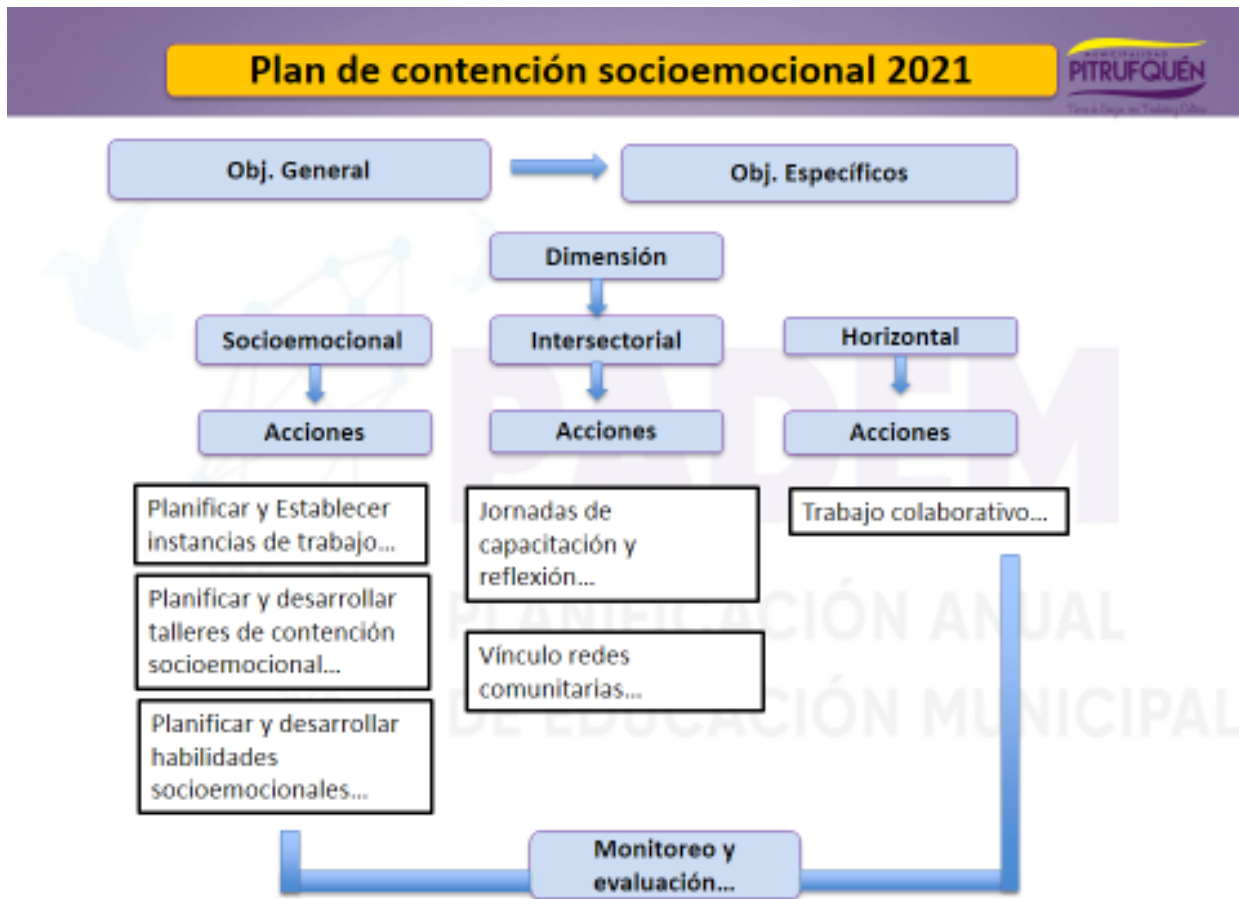 Plan de contención socioemocional 2021
MUNICIPALIDAD
PITRUFQUÉN
Obj. General
Obj. Específicos
Dimensión
Socioemocional
Intersectorial
Horizontal
Acciones
Acciones
Acciones
Planificar y Establecer
instancias de trabajo...
Planificar y desarrollar
talleres de contención
socioemocional...
Planificar y desarrollar
habilidades
socioemocionales...
Jornadas de
capacitación y
reflexión...
Vínculo redes
comunitarias...
Trabajo colaborativo...
Monitoreo y
evaluación...
PADEM
PLANIFICACIÓN ANUAL
DE EDUCACIÓN MUNICIPAL